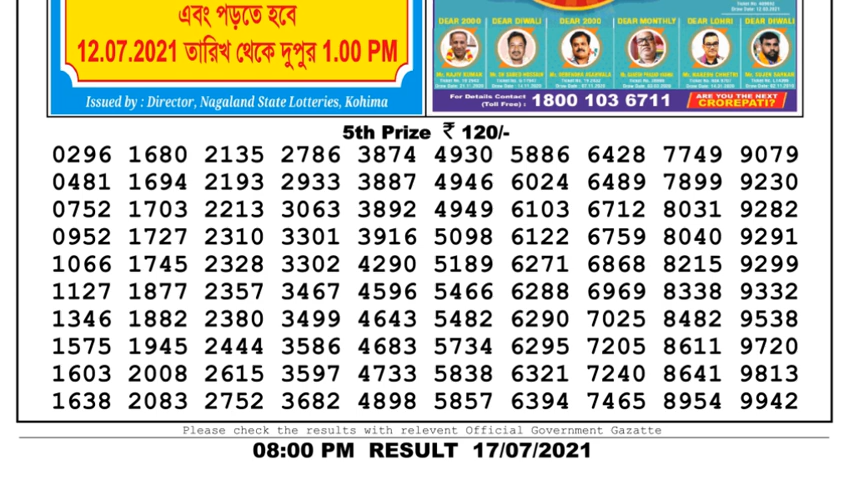 এবং পড়তে হবে
12.07.2021 তারিখ থেকে দুপুর 1.00 PM
Issued by : Director, Nagaland State Lotteries, Kohima
DEAR 2000 DEAR DIWALI DEAR 2000 DEAR MONTHLY DEAR LOHRI DEAR DIWALI
For Details Contact (Toll Free) : 1800 103 6711 ARE YOU THE NEXT CROREPATI?
5th Prize ₹ 120/-
0296 1680 2135 2786 3874 4930 5886 6428 7749 9079
0481 1694 2193 2933 3887 4946 6024 6489 7899 9230
0752 1703 2213 3063 3892 4949 6103 6712 8031 9282
0952 1727 2310 3301 3916 5098 6122 6759 8040 9291
1066 1745 2328 3302 4290 5189 6271 6868 8215 9299
1127 1877 2357 3467 4596 5466 6288 6969 8338 9332
1346 1882 2380 3499 4643 5482 6290 7025 8482 9538
1575 1945 2444 3586 4683 5734 6295 7205 8611 9720
1603 2008 2615 3597 4733 5838 6321 7240 8641 9813
1638 2083 2752 3682 4898 5857 6394 7465 8954 9942
Please check the results with relevent Official Government Gazatte
08:00 PM RESULT 17/07/2021